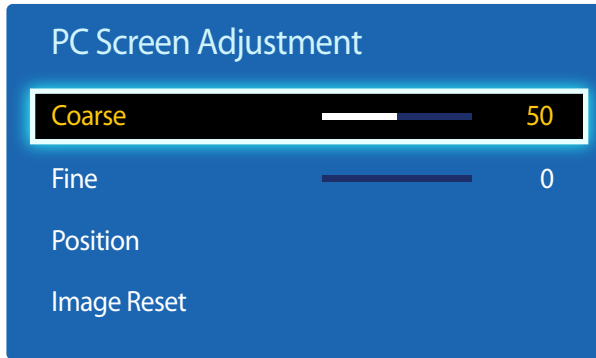 PC Screen Adjustment
Coarse 50
Fine 0
Position
Image Reset